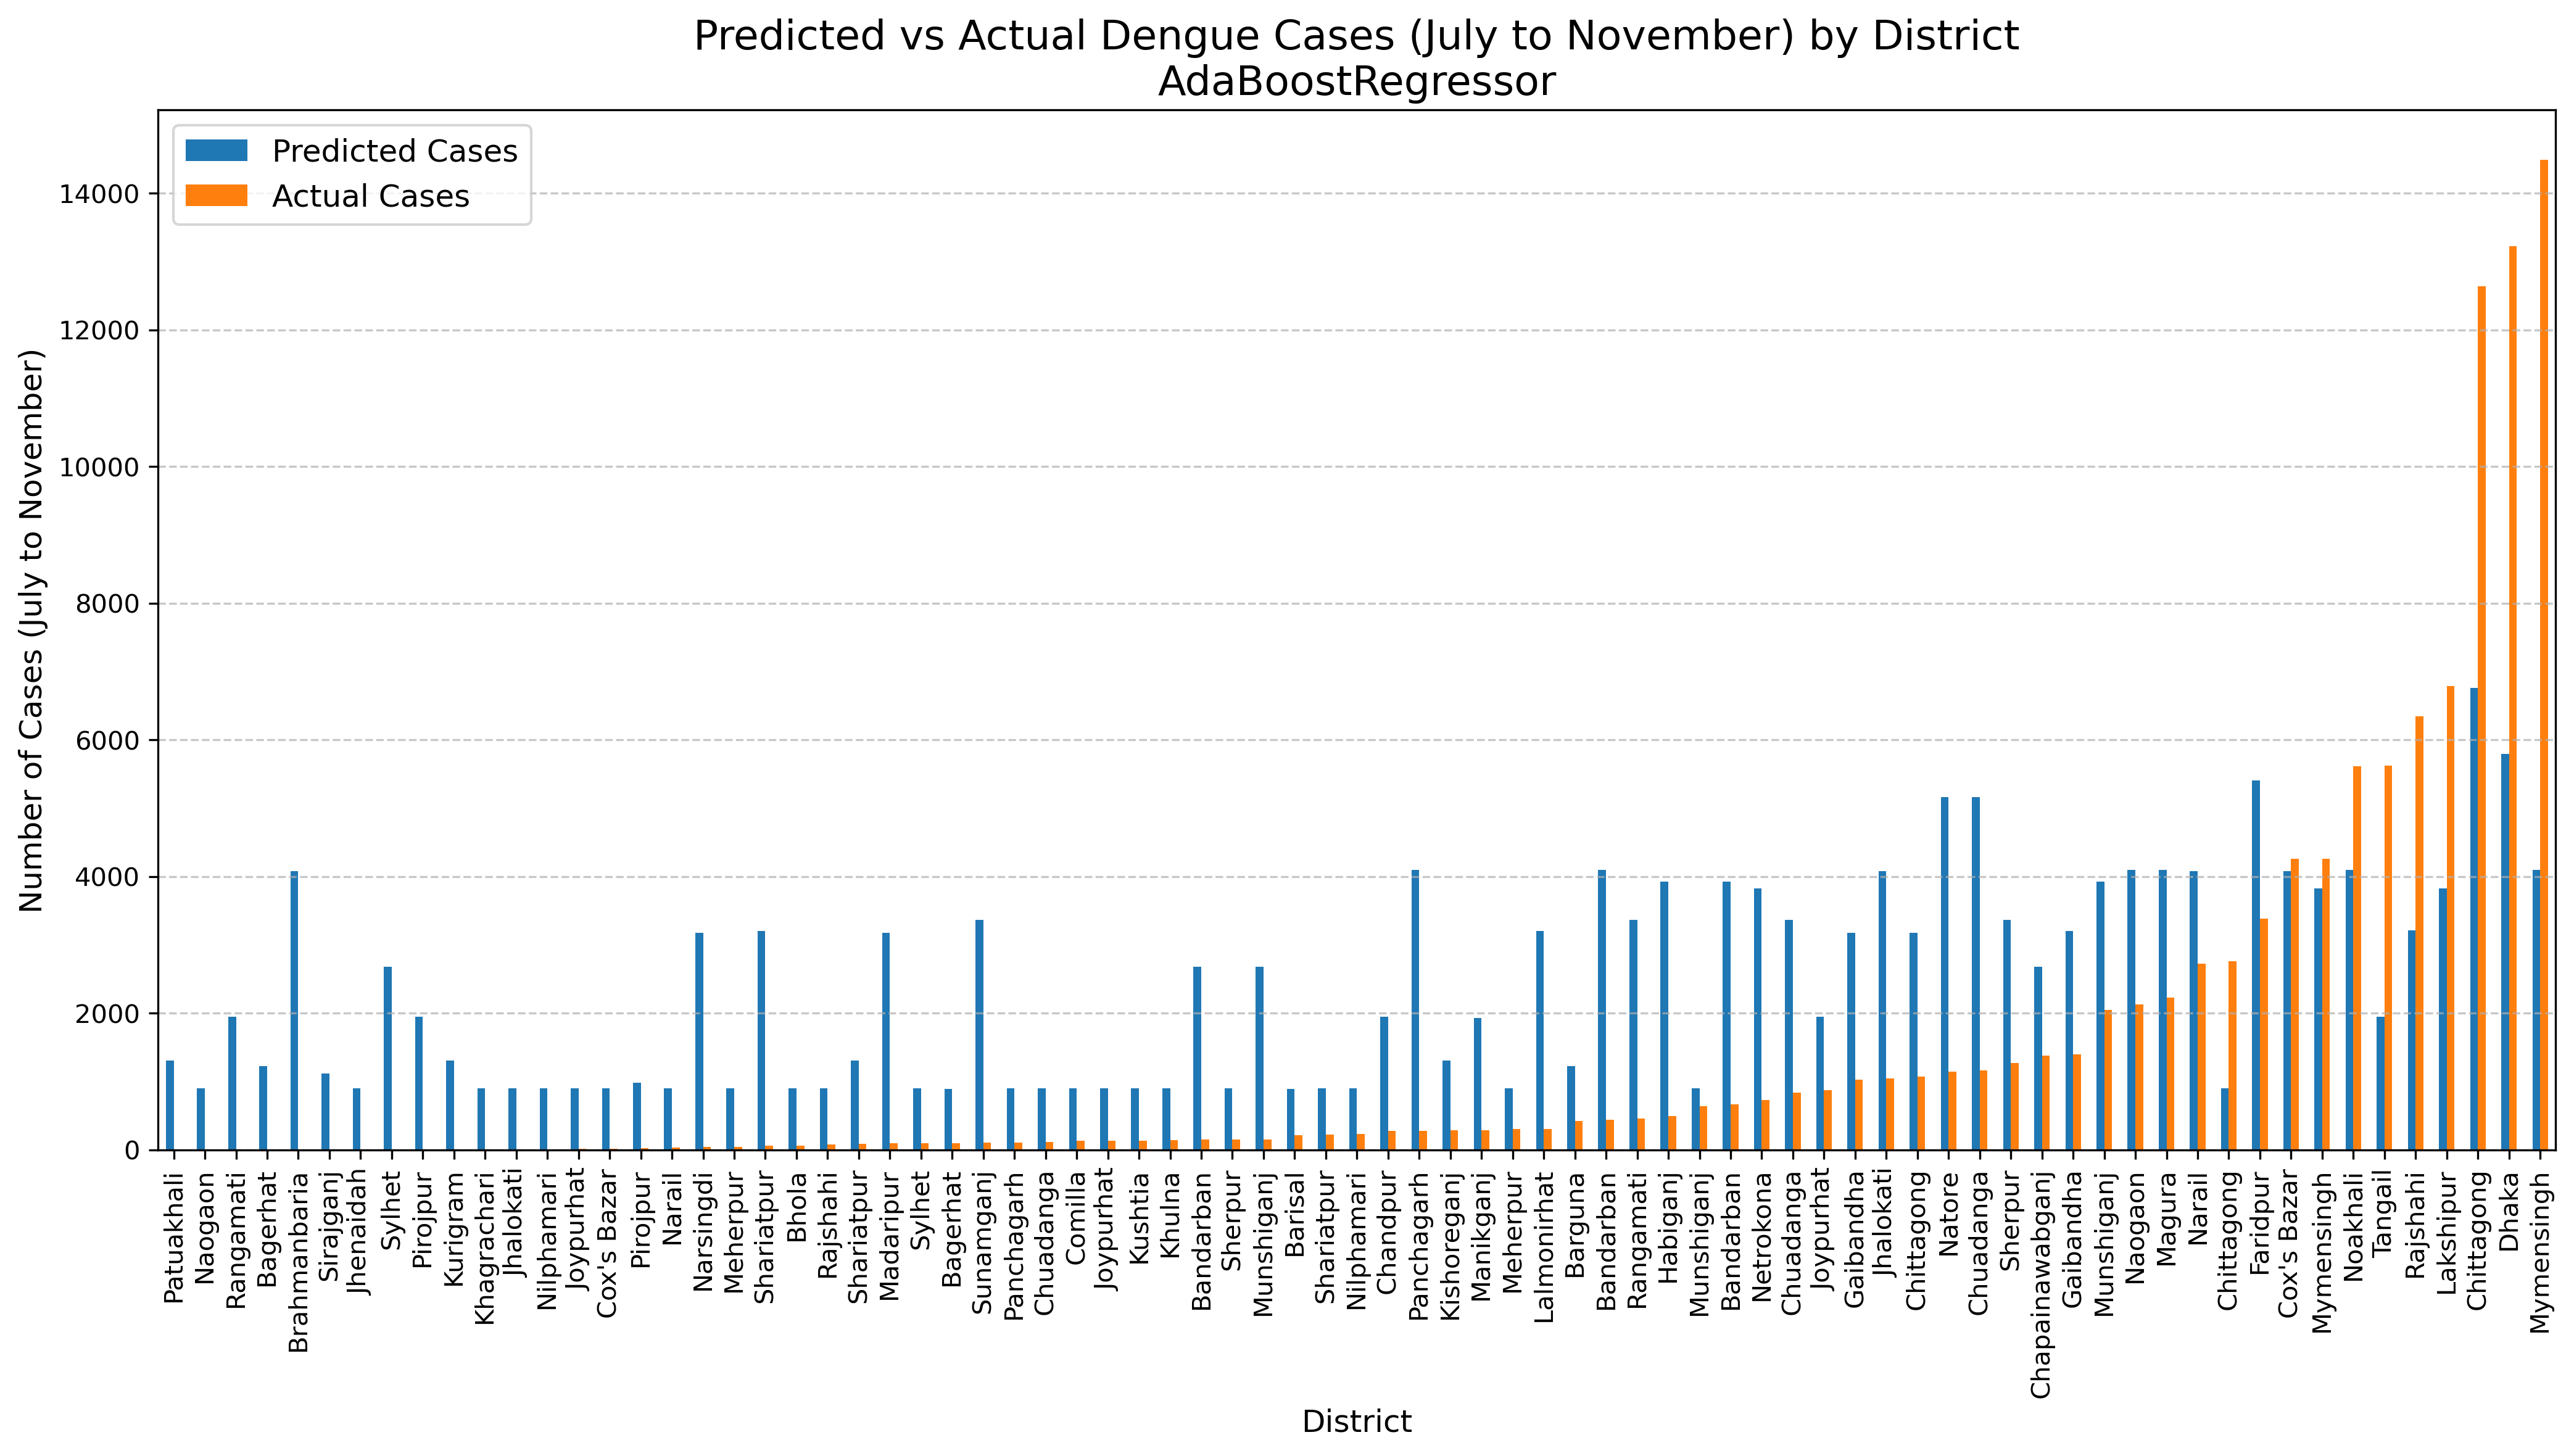 Predicted vs Actual Dengue Cases (July to November) by District
AdaBoostRegressor
Predicted Cases
Actual Cases
Number of Cases (July to November)
14000
12000
10000
8000
6000
4000
2000
0
Patuakhali
Naogaon
Rangamati
Bagerhat
Brahmanbaria
Sirajganj
Jhenaidah
Sylhet
Pirojpur
Kurigram
Khagrachari
Jhalokati
Nilphamari
Joypurhat
Cox's Bazar
Pirojpur
Narail
Narsingdi
Meherpur
Shariatpur
Bhola
Rajshahi
Shariatpur
Madaripur
Sylhet
Bagerhat
Sunamganj
Panchagarh
Chuadanga
Comilla
Joypurhat
Kushtia
Khulna
Bandarban
Sherpur
Munshiganj
Barisal
Shariatpur
Nilphamari
Chandpur
Panchagarh
Kishoreganj
Manikganj
Meherpur
Lalmonirhat
Barguna
Bandarban
Rangamati
Habiganj
Munshiganj
Bandarban
Netrokona
Chuadanga
Joypurhat
Gaibandha
Jhalokati
Chittagong
Natore
Chuadanga
Sherpur
Chapainawabganj
Gaibandha
Munshiganj
Naogaon
Magura
Narail
Chittagong
Faridpur
Cox's Bazar
Mymensingh
Noakhali
Tangail
Rajshahi
Lakshipur
Chittagong
Dhaka
Mymensingh
District